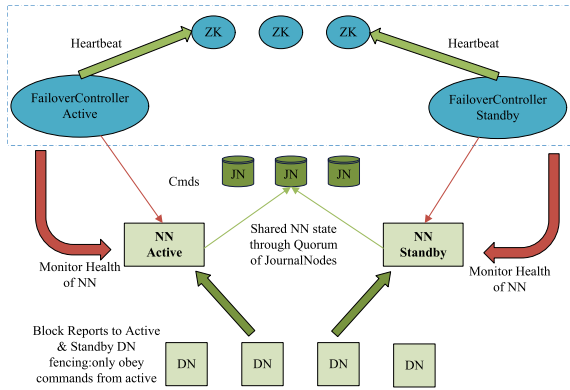 ZK
ZK
ZK
Heartbeat
Heartbeat
FailoverController
Active
FailoverController
Standby
Cmds
JN
JN
JN
NN
Active
Shared NN state
through Quorum
of JournalNodes
NN
Standby
Monitor Health
of NN
Monitor Health
of NN
Block Reports to Active
& Standby DN
fencing:only obey
commands from active
DN
DN
DN
DN